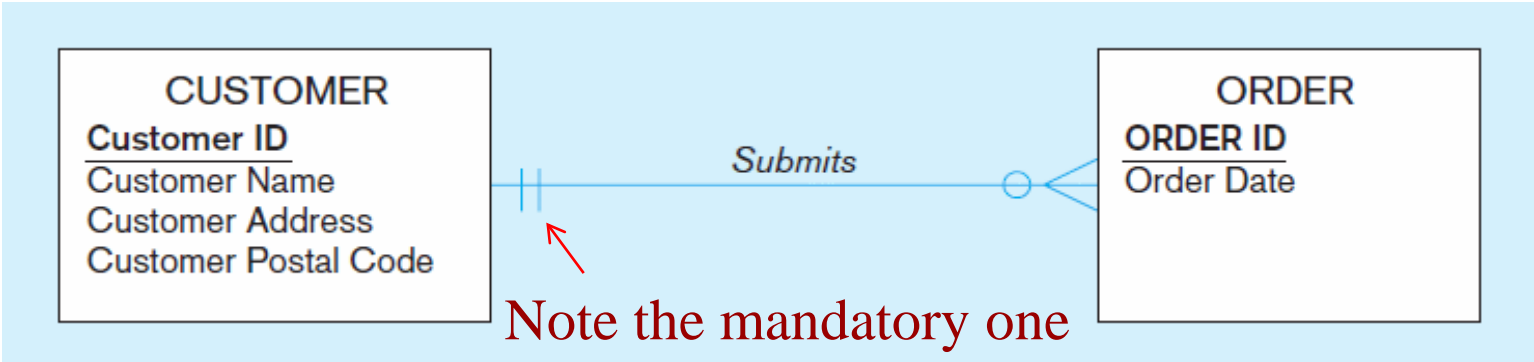 CUSTOMER
Customer ID
Customer Name
Customer Address
Customer Postal Code
Submits
ORDER
ORDER ID
Order Date
Note the mandatory one